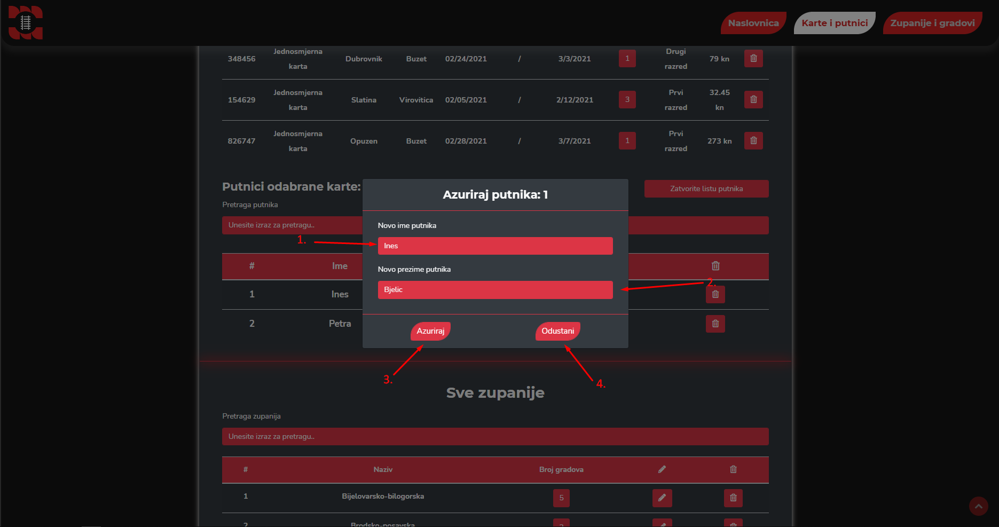 Naslovnica
Karte i putnici
Zupanije i gradovi
348456 Jednosmjerna karta Dubrovnik Buzet 02/24/2021 / 3/3/2021 1 Drugi razred 79 kn
154629 Jednosmjerna karta Slatina Virovitica 02/05/2021 / 2/12/2021 3 Prvi razred 32.45 kn
826747 Jednosmjerna karta Opuzen Buzet 02/28/2021 / 3/7/2021 1 Prvi razred 273 kn
Putnici odabrane karte:
Zatvorite listu putnika
Pretraga putnika
Unesite izraz za pretragu..
# Ime
1 Ines
2 Petra
Azuriraj putnika: 1
Novo ime putnika
1.
Ines
Novo prezime putnika
2.
Bjelic
Azuriraj
Odustani
3.
4.
Sve zupanije
Pretraga zupanija
Unesite izraz za pretragu..
# Naziv Broj gradova
1 Bijelovarsko-bilogorska 5
2 Brodsko-posavska